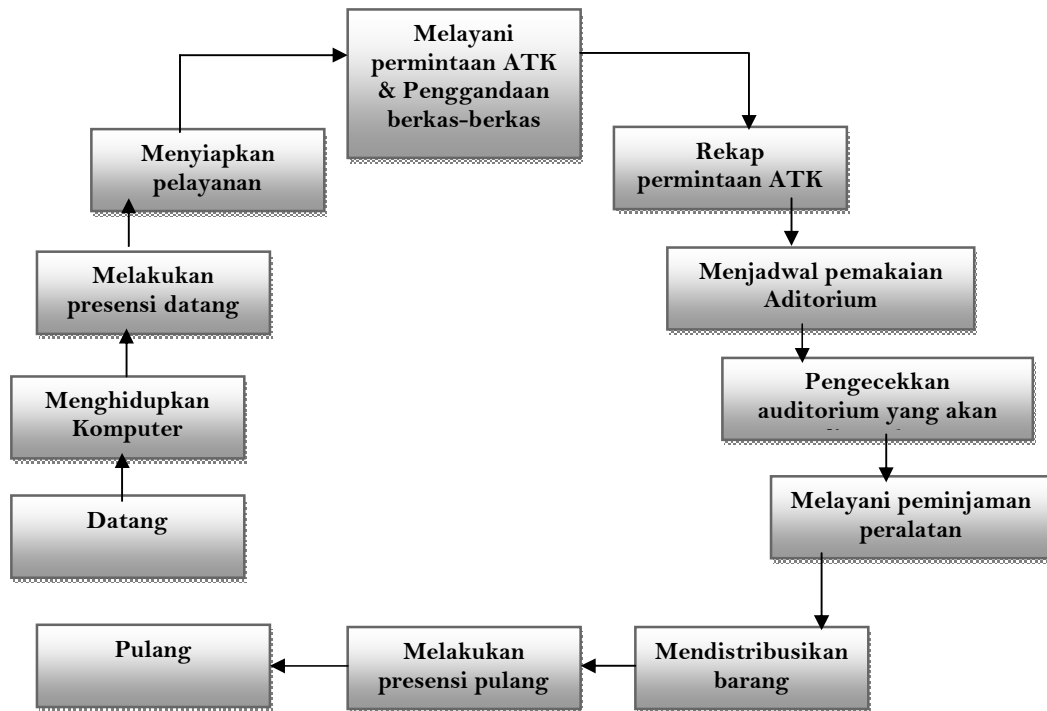 Datang
Menghidupkan
Komputer
Melakukan
presensi datang
Menyiapkan
pelayanan
Melayani
permintaan ATK
& Penggandaan
berkas-berkas
Rekap
permintaan ATK
Menjadwal pemakaian
Aditorium
Pengecekkan
auditorium yang akan
Melayani peminjaman
peralatan
Mendistribusikan
barang
Melakukan
presensi pulang
Pulang